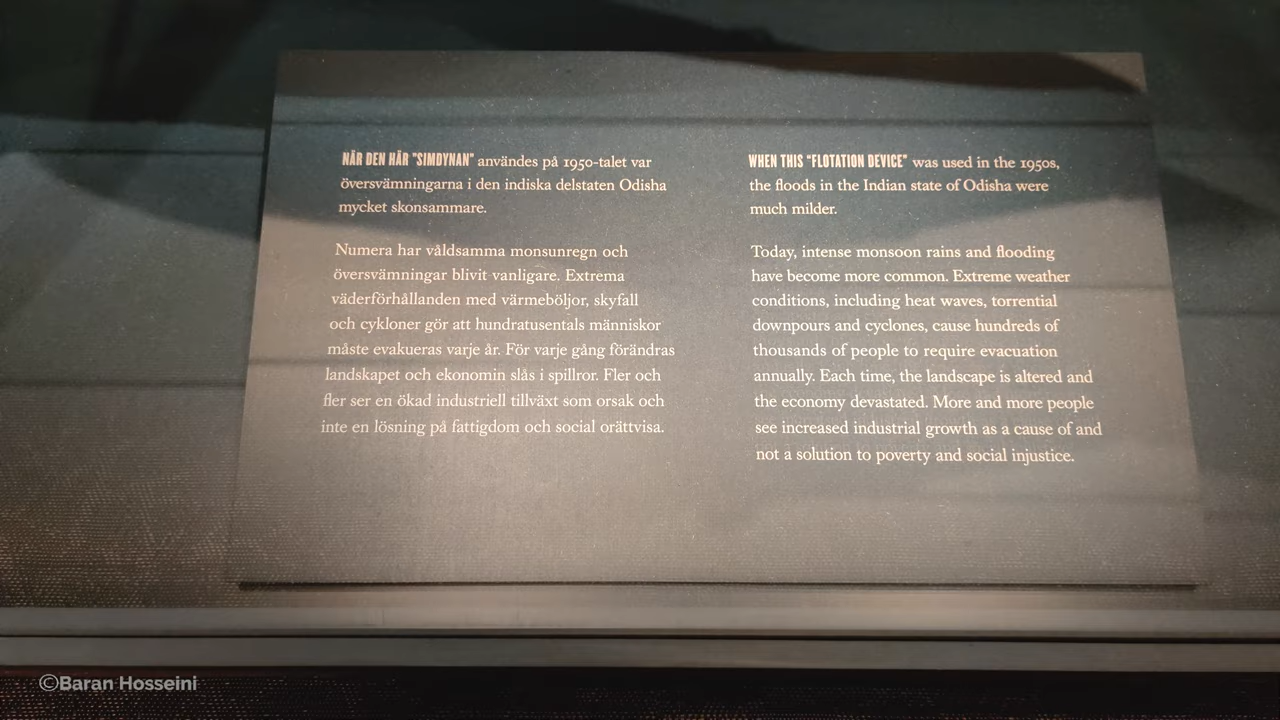 NÄR DEN HÄR "SIMDYNAN" användes på 1950-talet var
översvämningarna i den indiska delstaten Odisha
mycket skonsammare.
Numera har våldsamma monsunregn och
översvämningar blivit vanligare. Extrema
väderförhållanden med värmeböljor, skyfall
och cykloner gör att hundratusentals människor
måste evakueras varje år. För varje gång förändras
landskapet och ekonomin slås i spillror. Fler och
fler ser en ökad industriell tillväxt som orsak och
inte en lösning på fattigdom och social orättvisa.
WHEN THIS "FLOTATION DEVICE" was used in the 1950s,
the floods in the Indian state of Odisha were
much milder.
Today, intense monsoon rains and flooding
have become more common. Extreme weather
conditions, including heat waves, torrential
downpours and cyclones, cause hundreds of
thousands of people to require evacuation
annually. Each time, the landscape is altered and
the economy devastated. More and more people
see increased industrial growth as a cause of and
not a solution to poverty and social injustice.
©Baran Hosseini